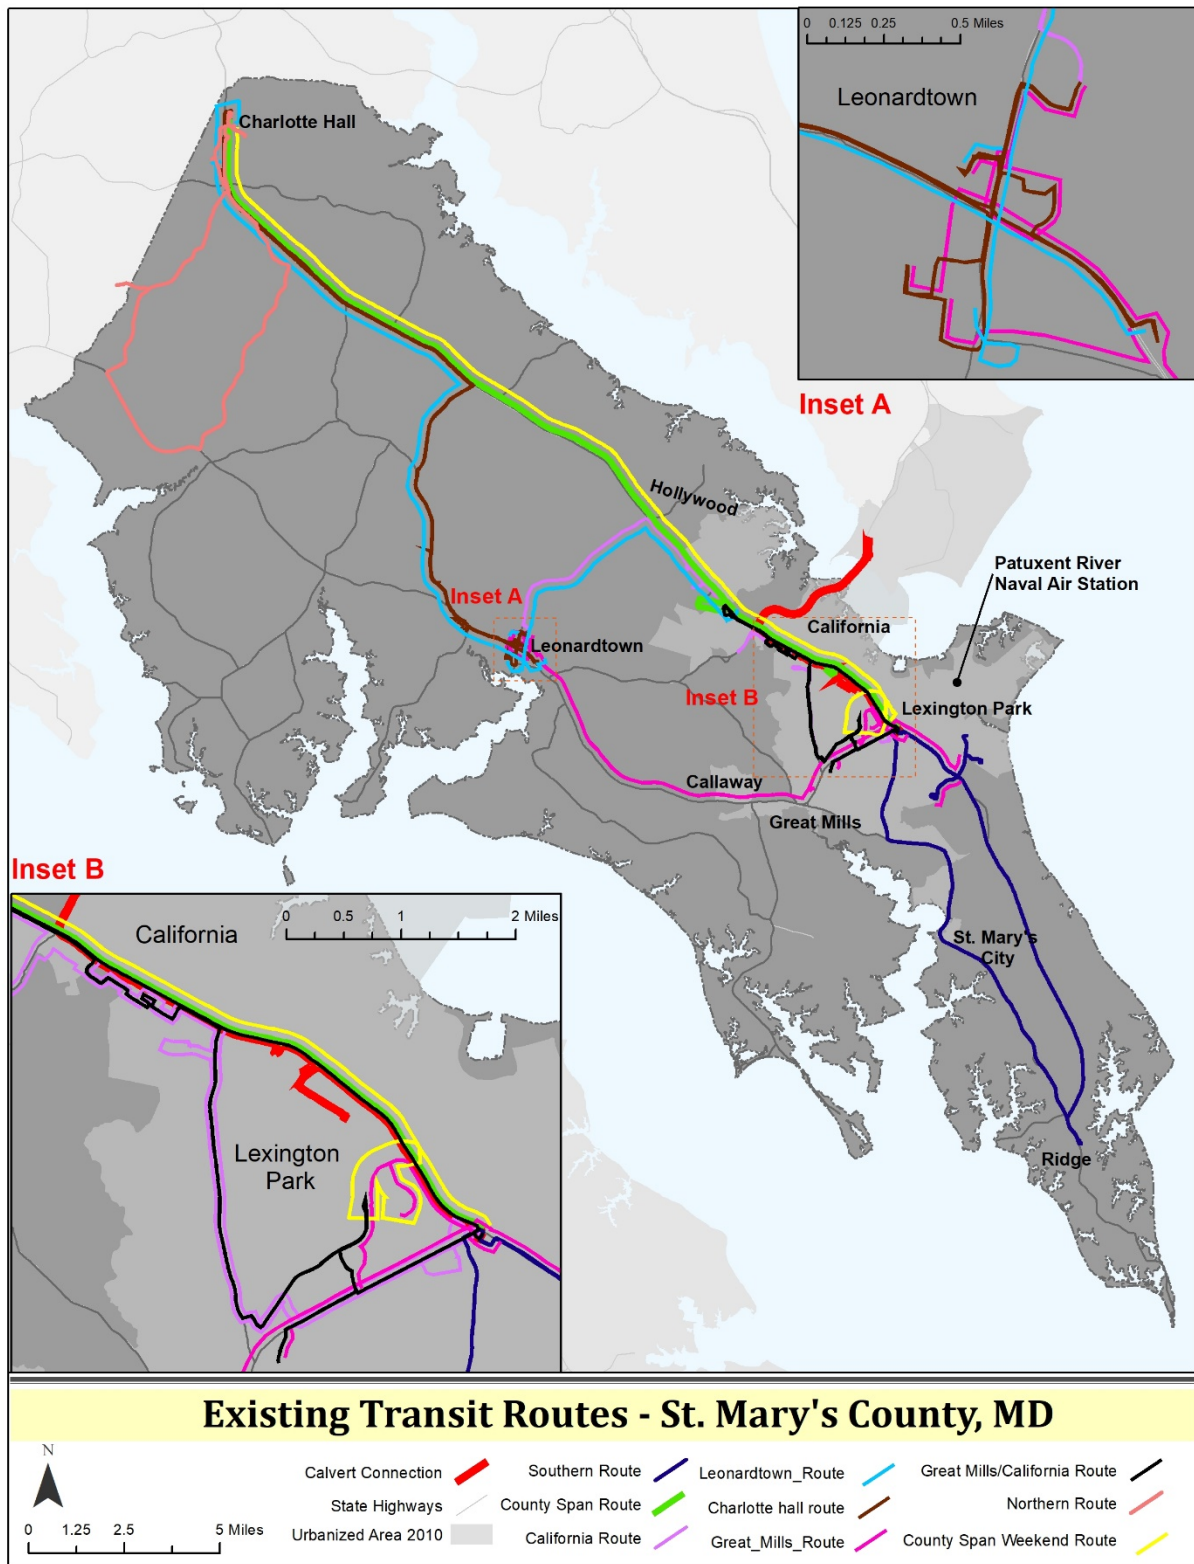 0 0.125 0.25 0.5 Miles
Leonardtown
Inset A
Charlotte Hall
Hollywood
Patuxent River
Naval Air Station
Inset A
Leonardtown
California
Inset B
Lexington Park
Callaway
Great Mills
St. Mary's
City
Ridge
Inset B
0 0.5 1 2 Miles
California
Lexington
Park
Existing Transit Routes - St. Mary's County, MD
N
0 1.25 2.5 5 Miles
Calvert Connection
State Highways
Urbanized Area 2010
Southern Route
County Span Route
California Route
Leonardtown_Route
Charlotte hall route
Great_Mills_Route
Great Mills/California Route
Northern Route
County Span Weekend Route